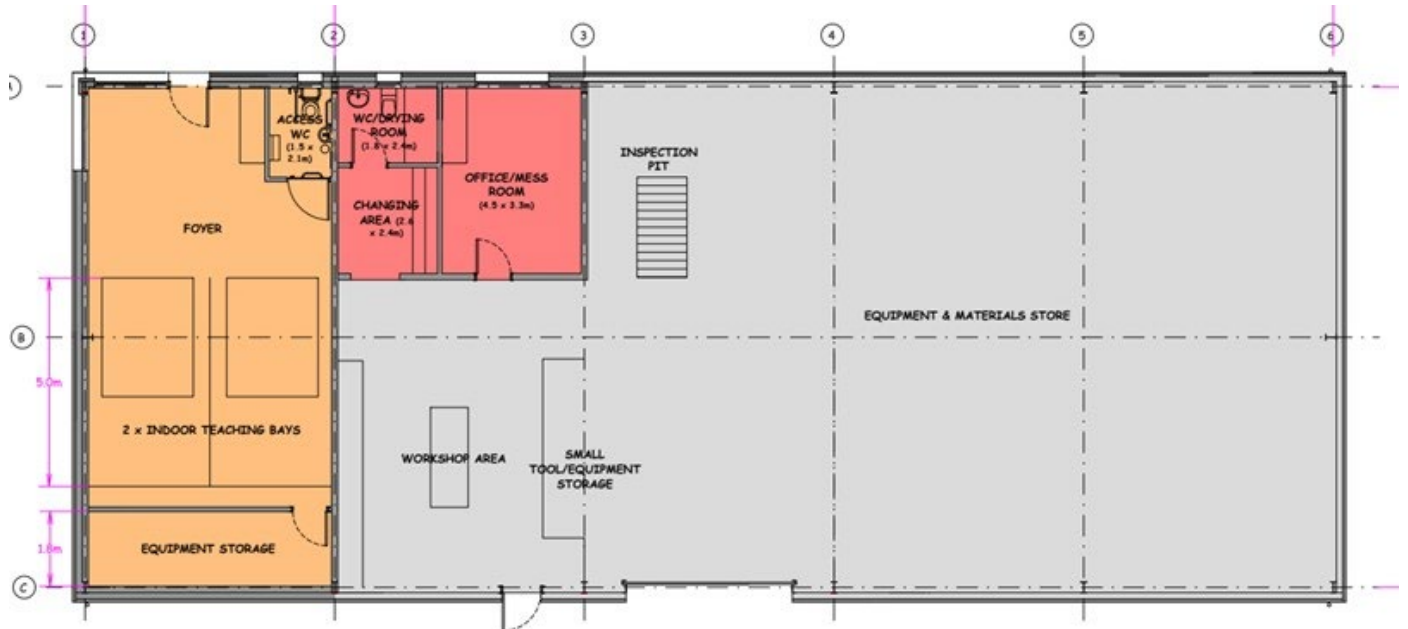 1
2
3
4
5
6
ACCESS
WC
(1.5 x
2.1m)
WC/DRYING
ROOM
(1.8 x 2.4m)
OFFICE/MESS
ROOM
(4.5 x 3.3m)
CHANGING
AREA (2.6
x 2.4m)
INSPECTION
PIT
FOYER
B
EQUIPMENT & MATERIALS STORE
5.0m
2 x INDOOR TEACHING BAYS
WORKSHOP AREA
SMALL
TOOL/EQUIPMENT
STORAGE
EQUIPMENT STORAGE
1.8m
C